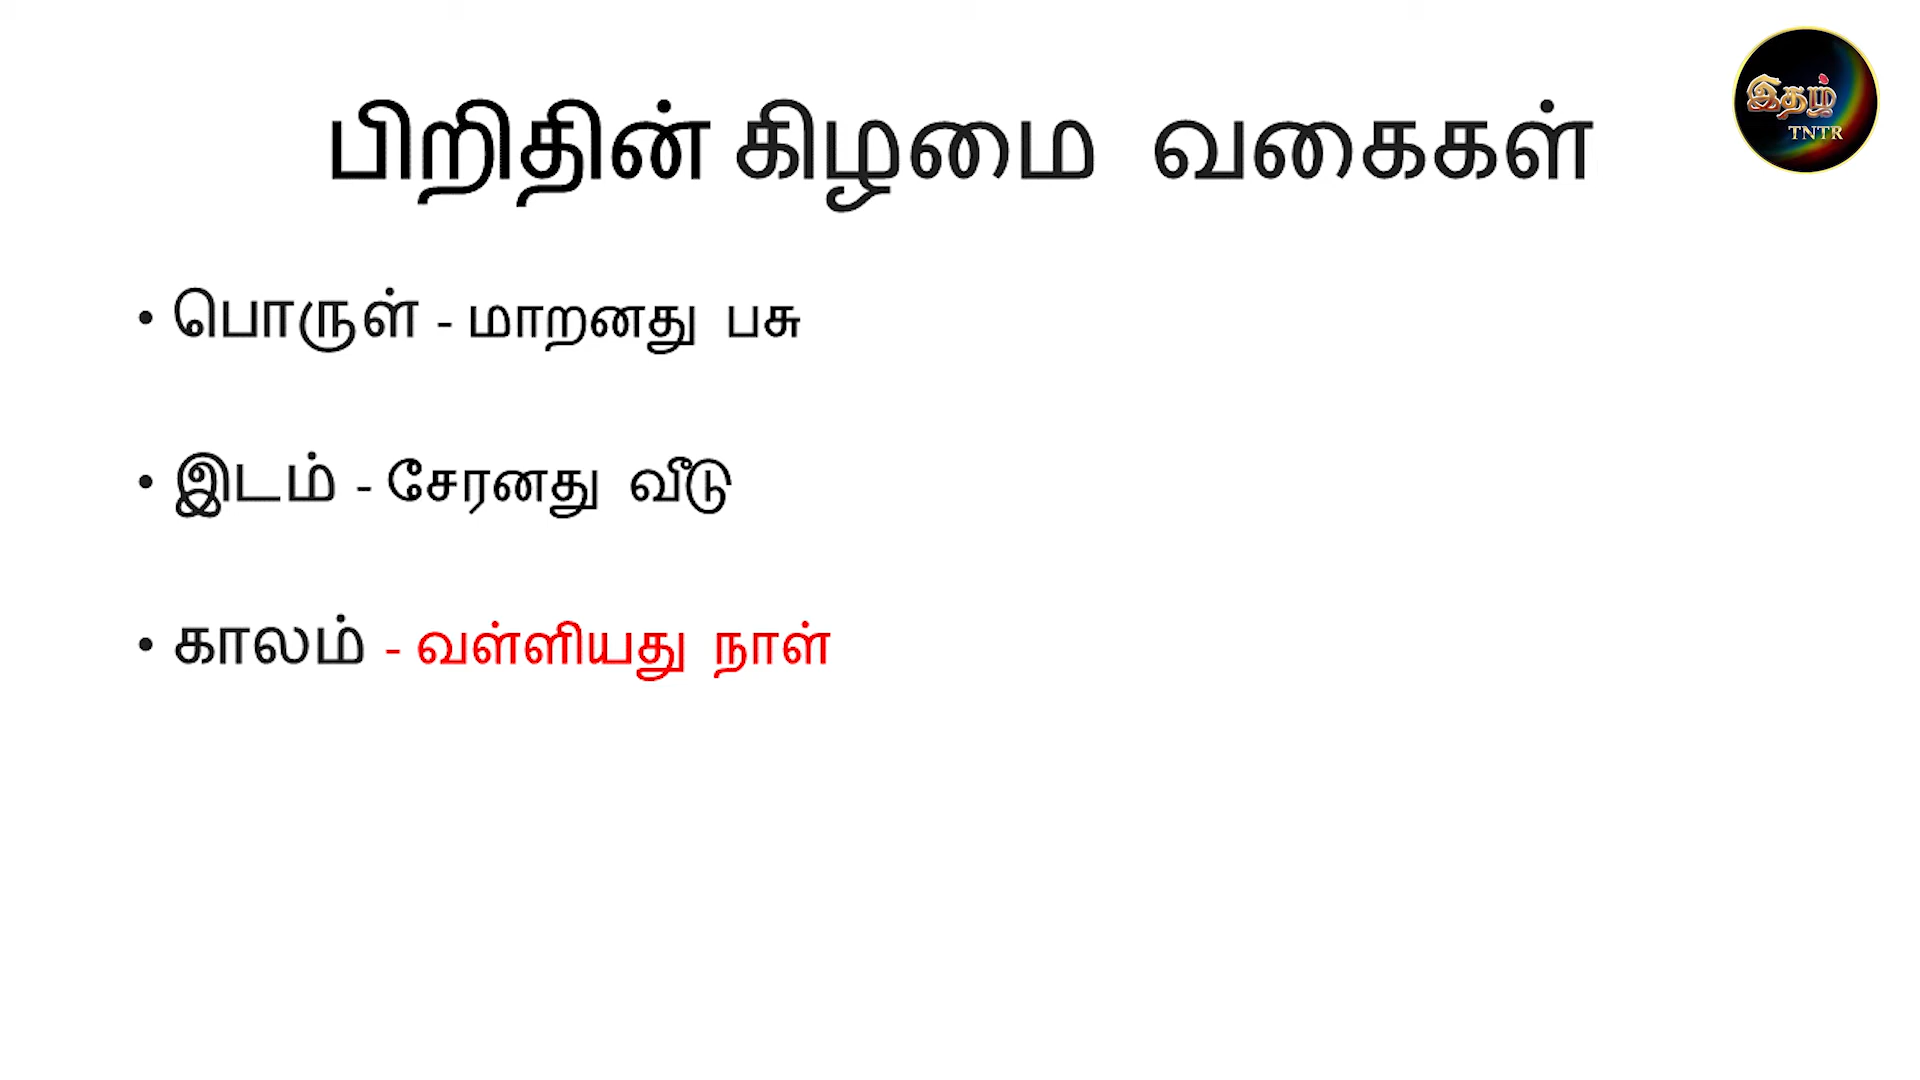 பிறிதின் கிழமை வகைகள்
இதழ்
TNTR
• பொருள் - மாறனது பசு
• இடம் - சேரனது வீடு
• காலம் - வள்ளியது நாள்